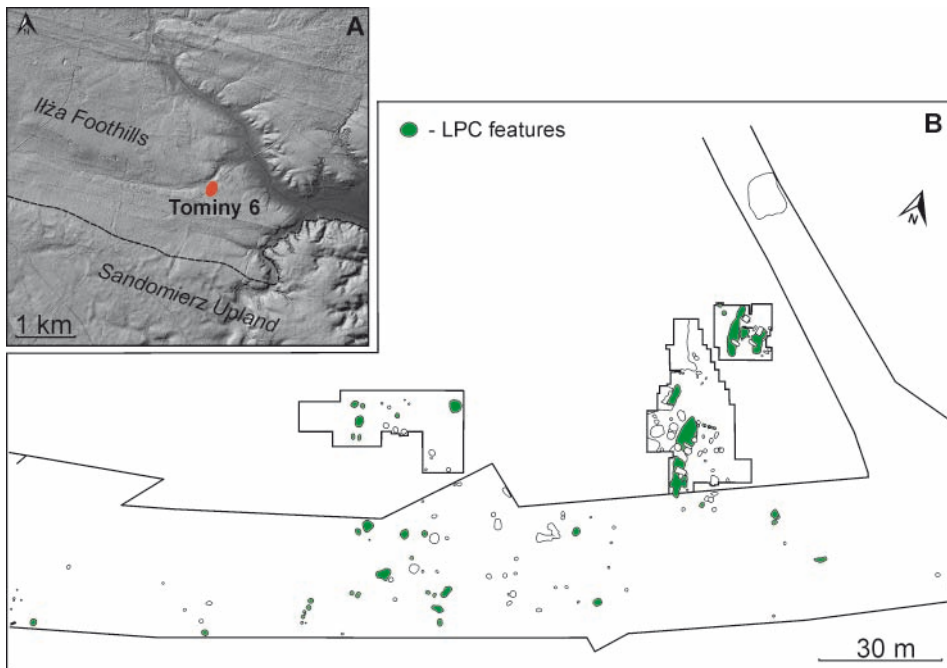 N
A
Iłża Foothills
Tominy 6
Sandomierz Upland
1 km
- LPC features
B
N
30 m